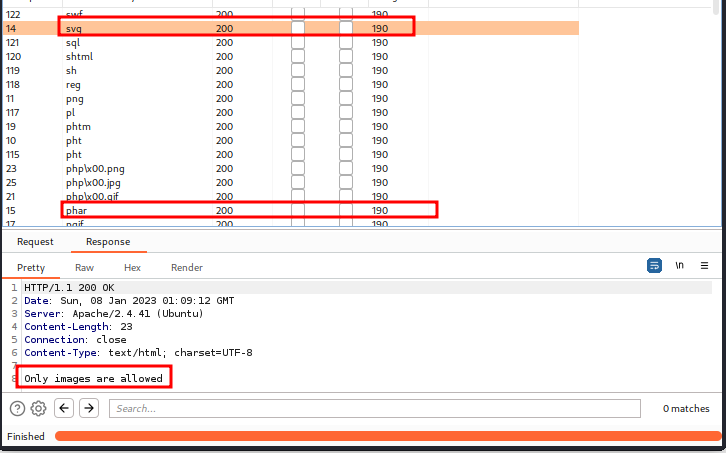 122 swf 200 190
14 svg 200 190
121 sql 200 190
120 shtml 200 190
119 sh 200 190
118 reg 200 190
11 png 200 190
117 pl 200 190
19 phtm 200 190
10 pht 200 190
115 pht 200 190
23 php\x00.png 200 190
25 php\x00.jpg 200 190
21 php\x00.gif 200 190
15 phar 200 190
17 pgif 200 190
Request Response
Pretty Raw Hex Render \n
1 HTTP/1.1 200 OK
2 Date: Sun, 08 Jan 2023 01:09:12 GMT
3 Server: Apache/2.4.41 (Ubuntu)
4 Content-Length: 23
5 Connection: close
6 Content-Type: text/html; charset=UTF-8
7
8 Only images are allowed
Search... 0 matches
Finished